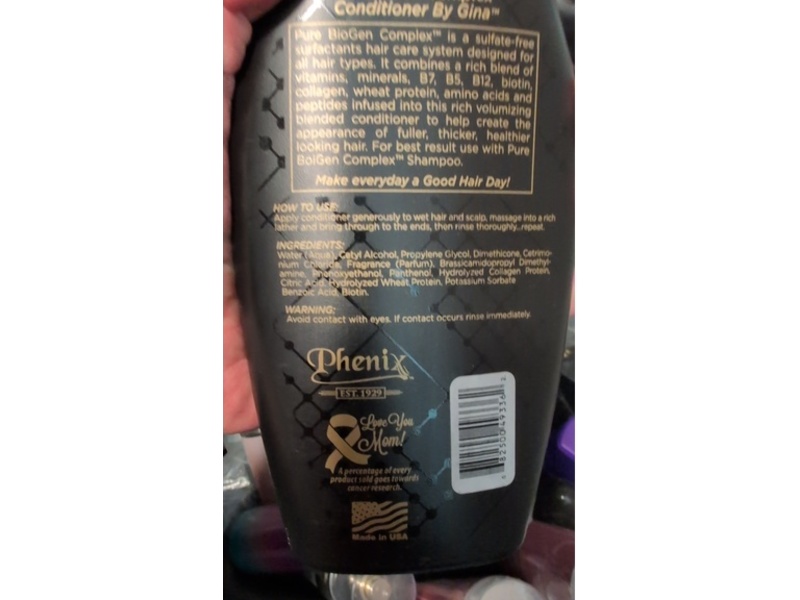 Conditioner By Gina™
Pure BioGen Complex™ is a sulfate-free
surfactants hair care system designed for
all hair types. It combines a rich blend of
vitamins, minerals, B7, B5, B12, biotin,
collagen, wheat protein, amino acids and
peptides infused into this rich volumizing
blended conditioner to help create the
appearance of fuller, thicker, healthier
looking hair. For best result use with Pure
BoiGen Complex™ Shampoo.
Make everyday a Good Hair Day!
HOW TO USE:
Apply conditioner generously to wet hair and scalp, massage into a rich
lather and bring through to the ends, then rinse thoroughly...repeat.
INGREDIENTS:
Water (Aqua), Cetyl Alcohol, Propylene Glycol, Dimethicone, Cetrimo-
nium Chloride, Fragrance (Parfum), Brassicamidopropyl Dimethyl-
amine, Phenoxyethanol, Panthenol, Hydrolyzed Collagen Protein,
Citric Acid, Hydrolyzed Wheat Protein, Potassium Sorbate
Benzoic Acid, Biotin.
WARNING:
Avoid contact with eyes. If contact occurs rinse immediately.
Phenix
EST. 1929
Love You
Mom!
A percentage of every
product sold goes towards
cancer research.
Made in USA